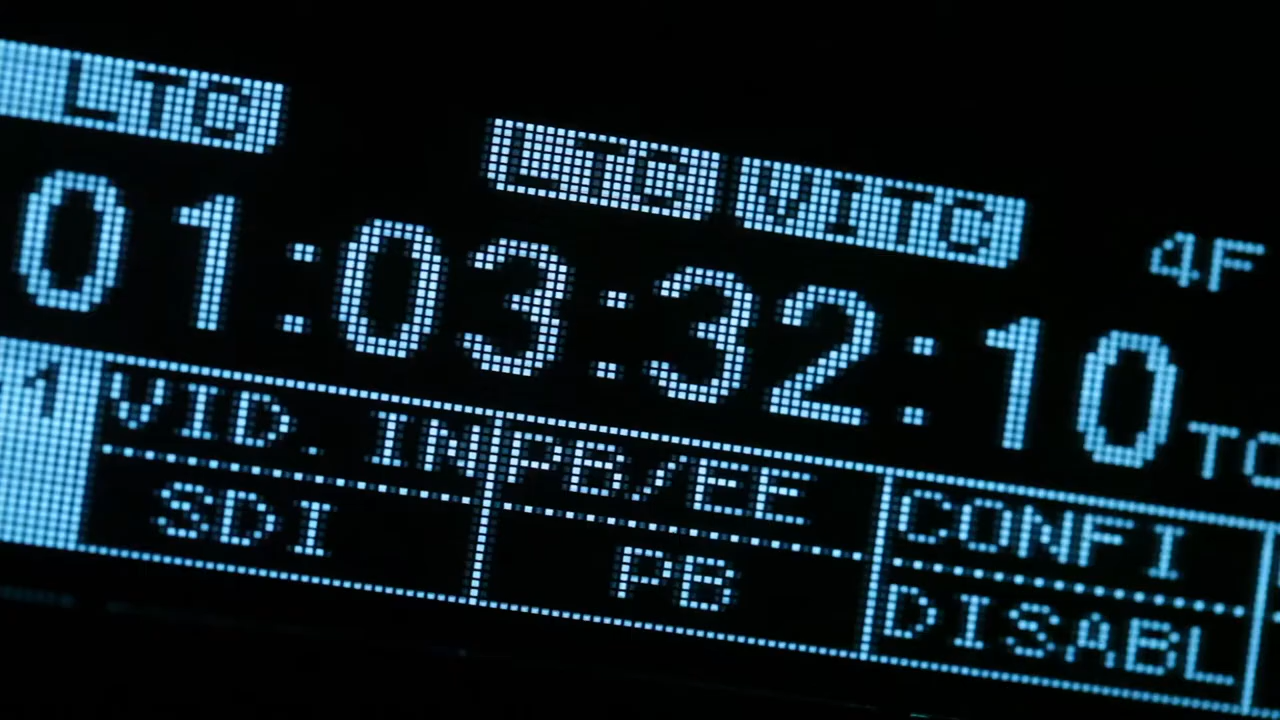 LTC LTC VITC 4F
01:03:32:10 TC
1 VID. IN PB/EE CONFI
SDI PB DISABL